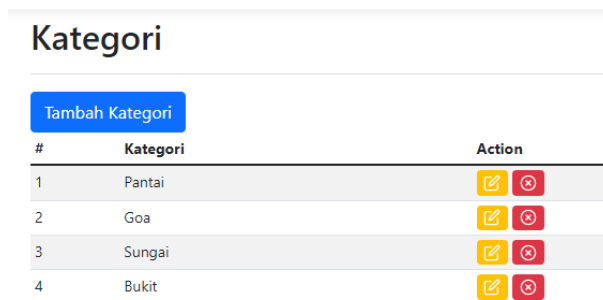 Kategori
Tambah Kategori
# Kategori Action
1 Pantai
2 Goa
3 Sungai
4 Bukit